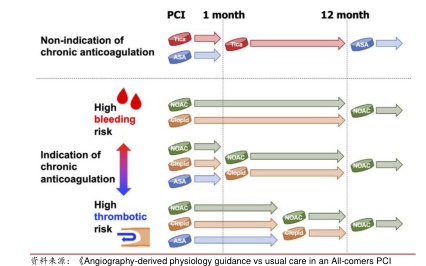 PCI 1 month 12 month
Non-indication of
chronic anticoagulation
Tica Tica ASA
ASA
High
bleeding
risk
NOAC NOAC
Clopid
Indication of
chronic
anticoagulation
NOAC NOAC NOAC
Clopid Clopid
ASA
High
thrombotic
risk
NOAC NOAC NOAC
Clopid Clopid
ASA
资料来源：《Angiography-derived physiology guidance vs usual care in an All-comers PCI